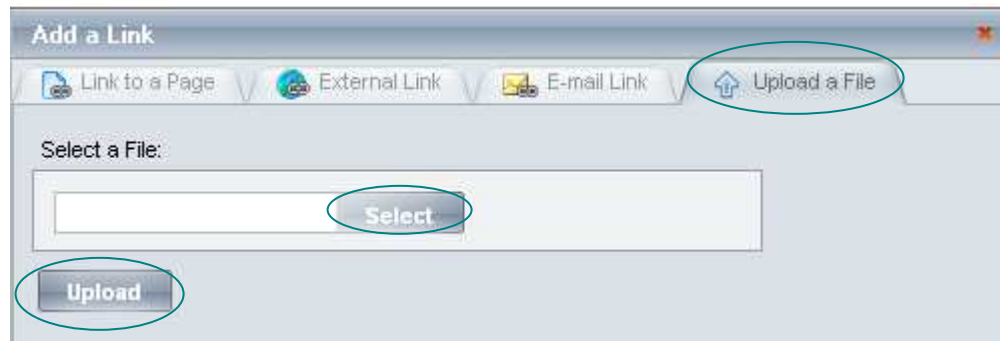 Add a Link
Link to a Page External Link E-mail Link Upload a File
Select a File:
Select
Upload